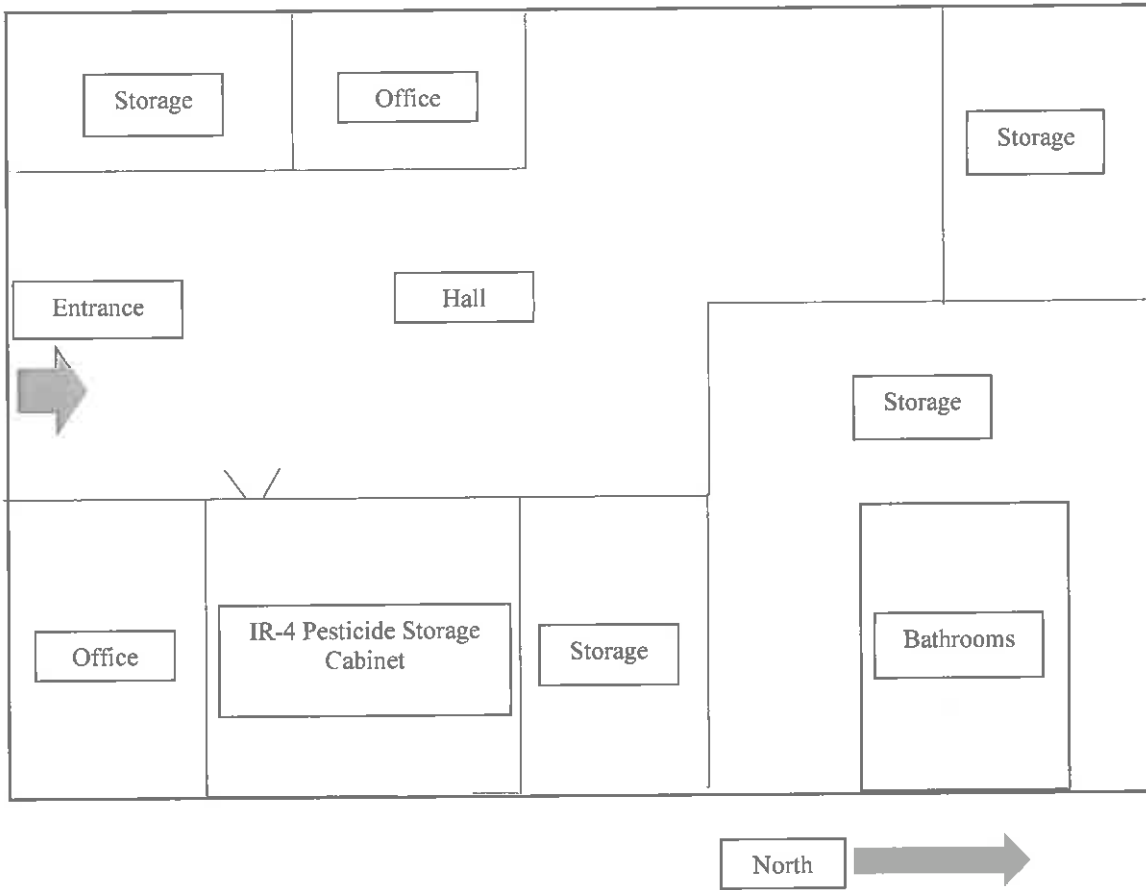 Storage
Office
Storage
Entrance
Hall
Storage
Office
IR-4 Pesticide Storage
Cabinet
Storage
Bathrooms
North